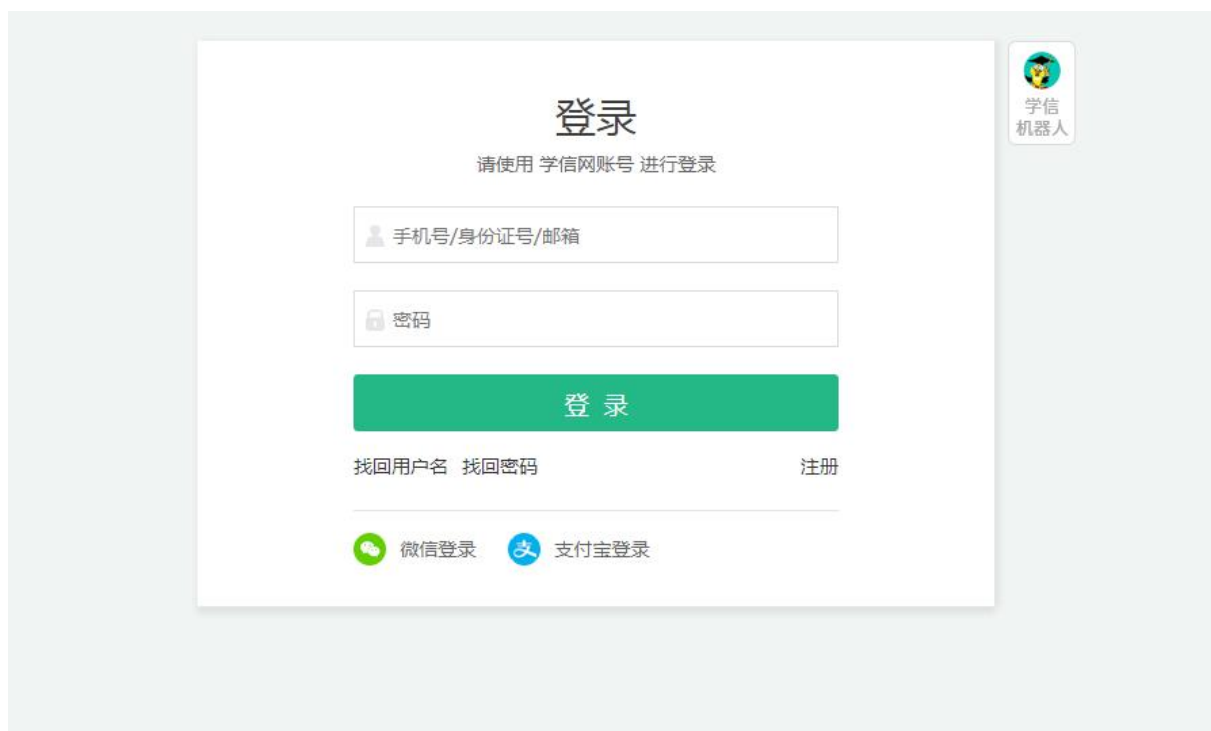 登录
学信
机器人
请使用 学信网账号 进行登录
手机号/身份证号/邮箱
密码
登 录
找回用户名 找回密码 注册
微信登录 支付宝登录